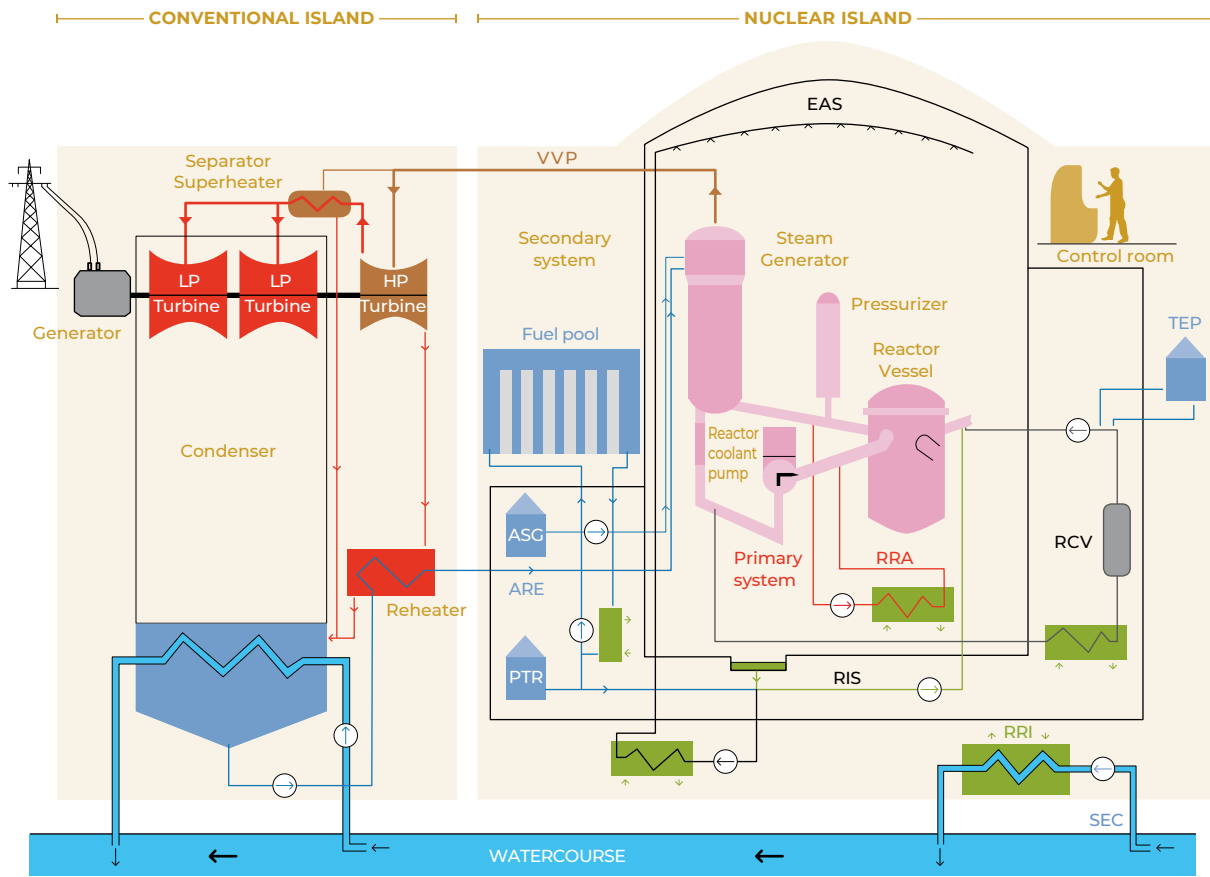 CONVENTIONAL ISLAND
NUCLEAR ISLAND
EAS
VVP
Separator
Superheater
Secondary
system
Steam
Generator
Control room
LP
Turbine
LP
Turbine
HP
Turbine
Generator
Pressurizer
Fuel pool
TEP
Reactor
Vessel
Condenser
Reactor
coolant
pump
ASG
RCV
Primary
system
RRA
ARE
Reheater
PTR
RIS
RRI
SEC
WATERCOURSE